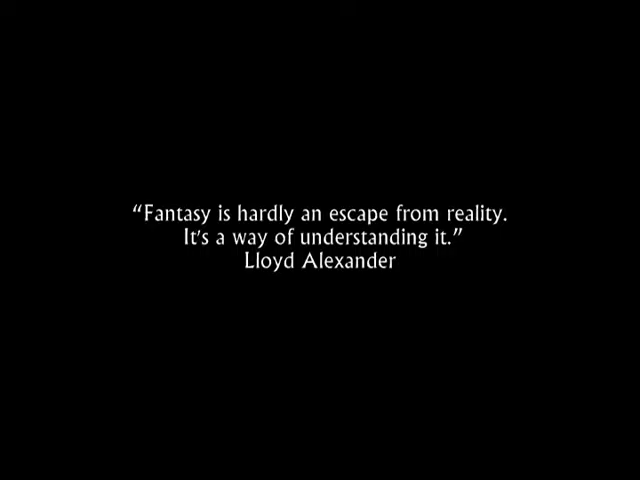 “Fantasy is hardly an escape from reality.
It's a way of understanding it.”
Lloyd Alexander